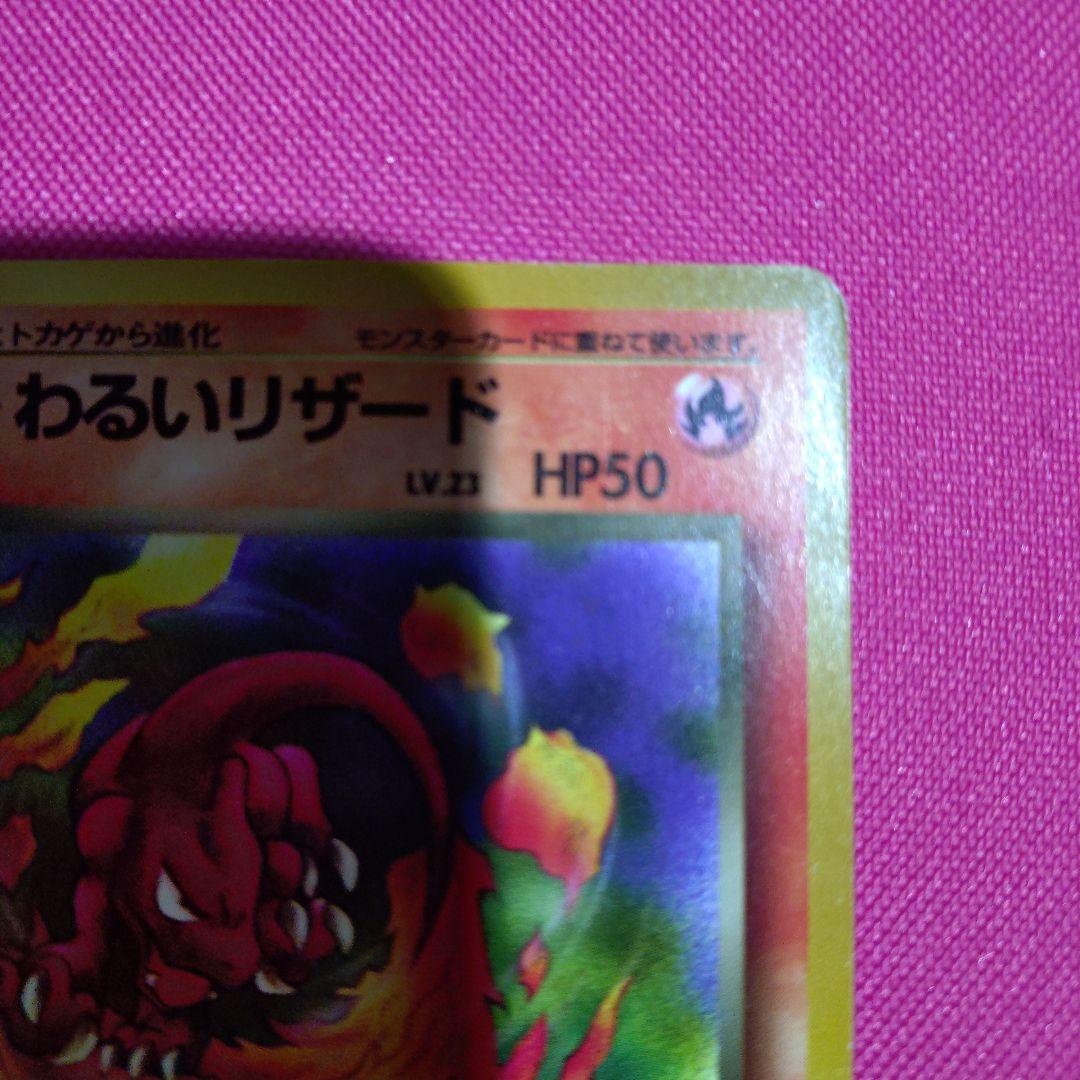 トカゲから進化
モンスターカードに重ねて使います。
わるいリザード
LV.23 HP50